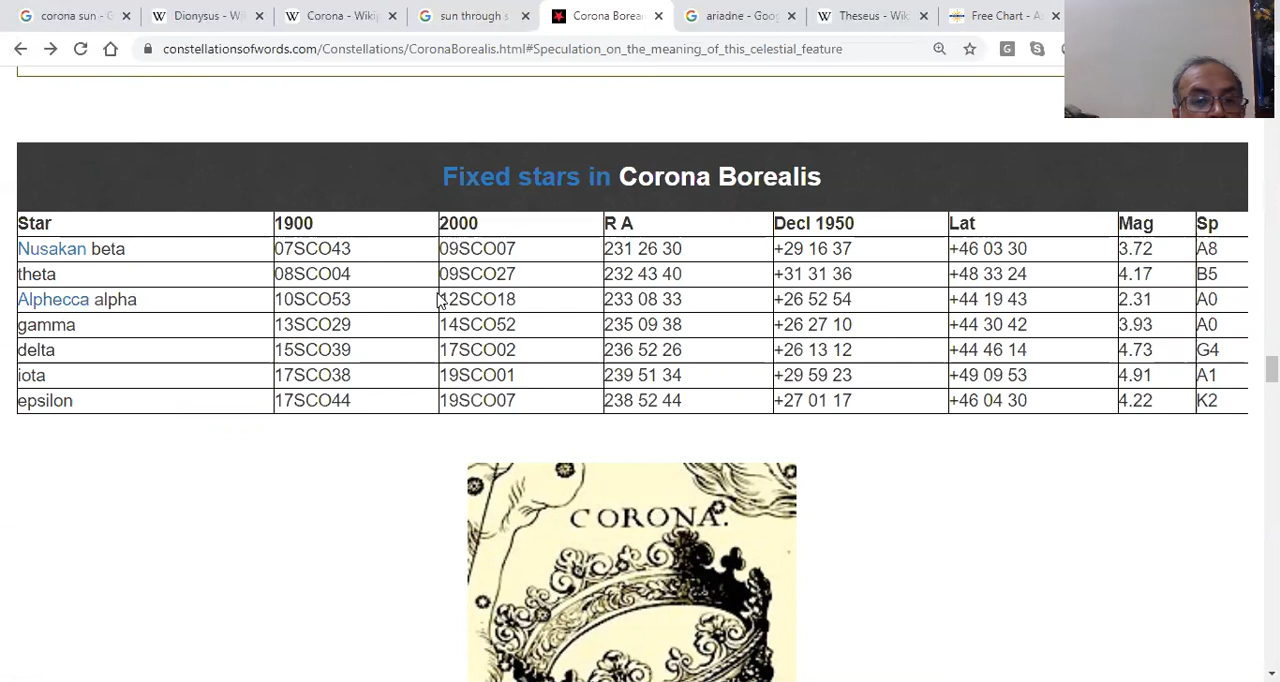 corona sun - G
Dionysus - Wi
Corona - Wikip
sun through s
Corona Borea
ariadne - Goog
Theseus - Wik
Free Chart - A
constellationsofwords.com/Constellations/CoronaBorealis.html#Speculation_on_the_meaning_of_this_celestial_feature
Fixed stars in Corona Borealis
Star 1900 2000 R A Decl 1950 Lat Mag Sp
Nusakan beta 07SCO43 09SCO07 231 26 30 +29 16 37 +46 03 30 3.72 A8
theta 08SCO04 09SCO27 232 43 40 +31 31 36 +48 33 24 4.17 B5
Alphecca alpha 10SCO53 12SCO18 233 08 33 +26 52 54 +44 19 43 2.31 A0
gamma 13SCO29 14SCO52 235 09 38 +26 27 10 +44 30 42 3.93 A0
delta 15SCO39 17SCO02 236 52 26 +26 13 12 +44 46 14 4.73 G4
iota 17SCO38 19SCO01 239 51 34 +29 59 23 +49 09 53 4.91 A1
epsilon 17SCO44 19SCO07 238 52 44 +27 01 17 +46 04 30 4.22 K2
CORONA.